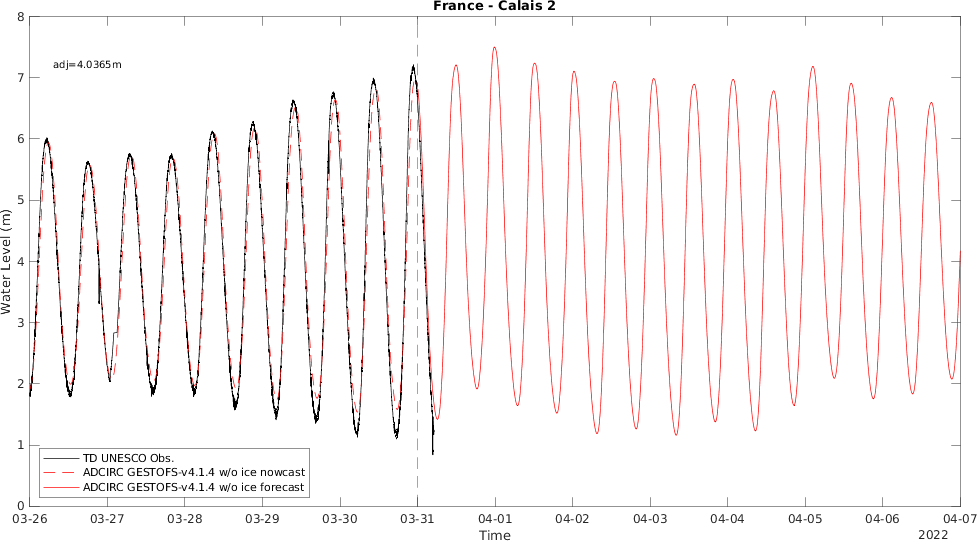 France - Calais 2
8
adj=4.0365m
7
6
5
4
3
2
1
0
Water Level (m)
TD UNESCO Obs.
ADCIRC GESTOFS-v4.1.4 w/o ice nowcast
ADCIRC GESTOFS-v4.1.4 w/o ice forecast
03-26 03-27 03-28 03-29 03-30 03-31 04-01 04-02 04-03 04-04 04-05 04-06 04-07
Time
2022